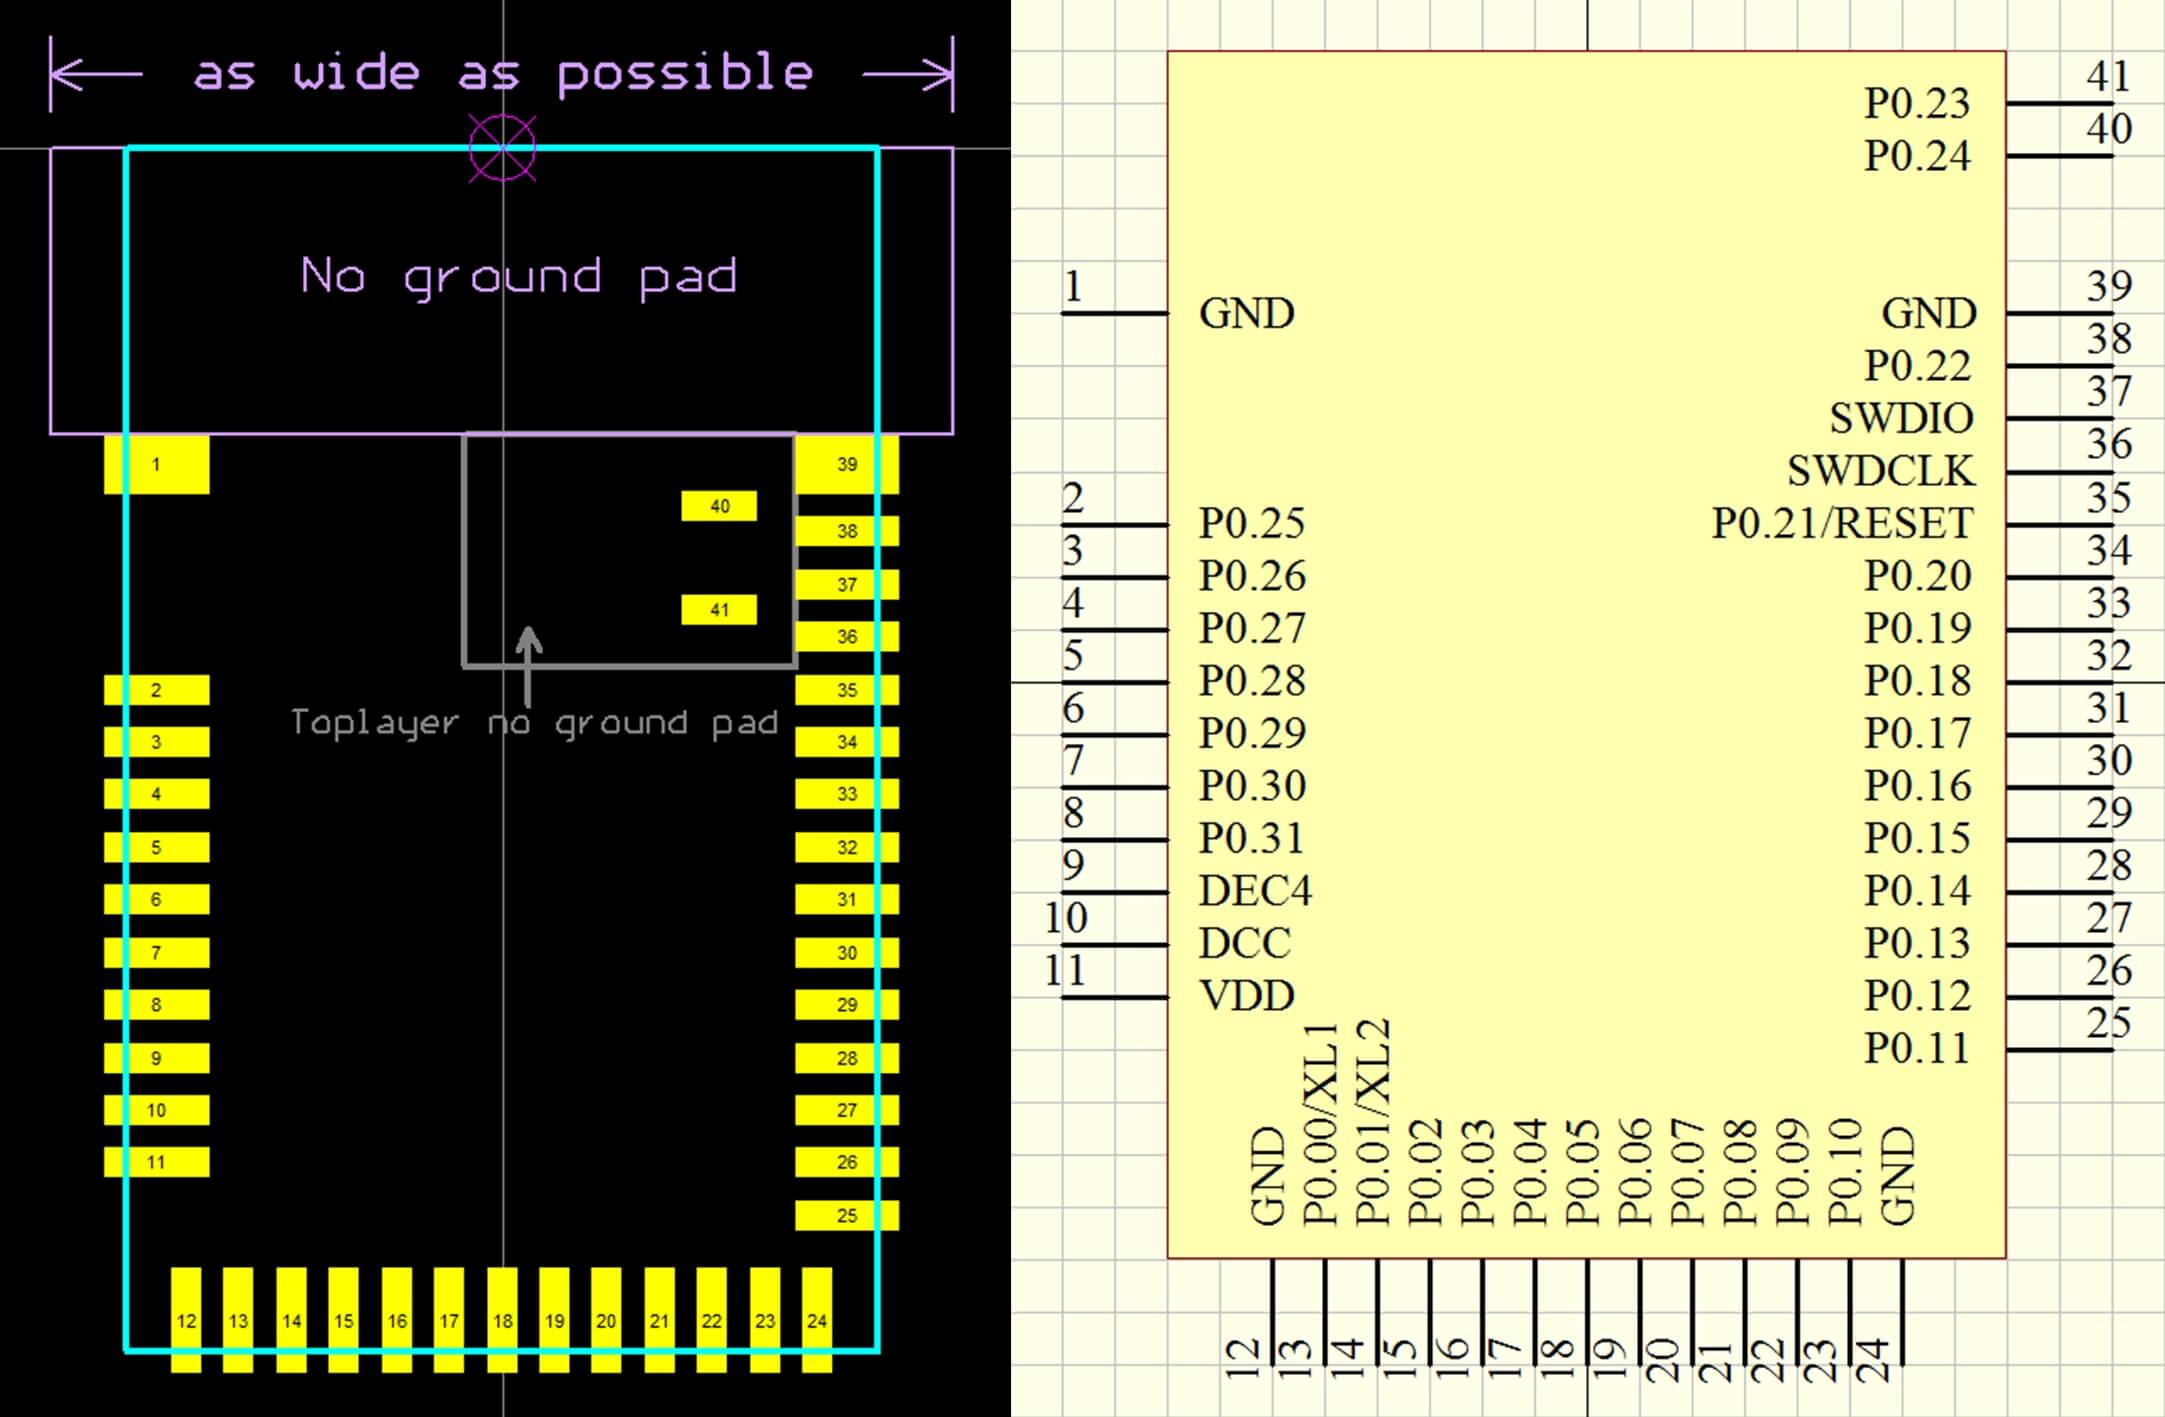 as wide as possible
No ground pad
1
39
40
38
37
41
36
2
35
Toplayer no ground pad
3
34
4
33
5
32
6
31
7
30
8
29
9
28
10
27
11
26
25
12 13 14 15 16 17 18 19 20 21 22 23 24
P0.23 41
P0.24 40
1 GND
GND 39
P0.22 38
SWDIO 37
SWDCLK 36
2 P0.25
P0.21/RESET 35
3 P0.26
P0.20 34
4 P0.27
P0.19 33
5 P0.28
P0.18 32
6 P0.29
P0.17 31
7 P0.30
P0.16 30
8 P0.31
P0.15 29
9 DEC4
P0.14 28
10 DCC
P0.13 27
11 VDD
P0.12 26
P0.11 25
GND
P0.00/XL1
P0.01/XL2
P0.02
P0.03
P0.04
P0.05
P0.06
P0.07
P0.08
P0.09
P0.10
GND
12
13
14
15
16
17
18
19
20
21
22
23
24